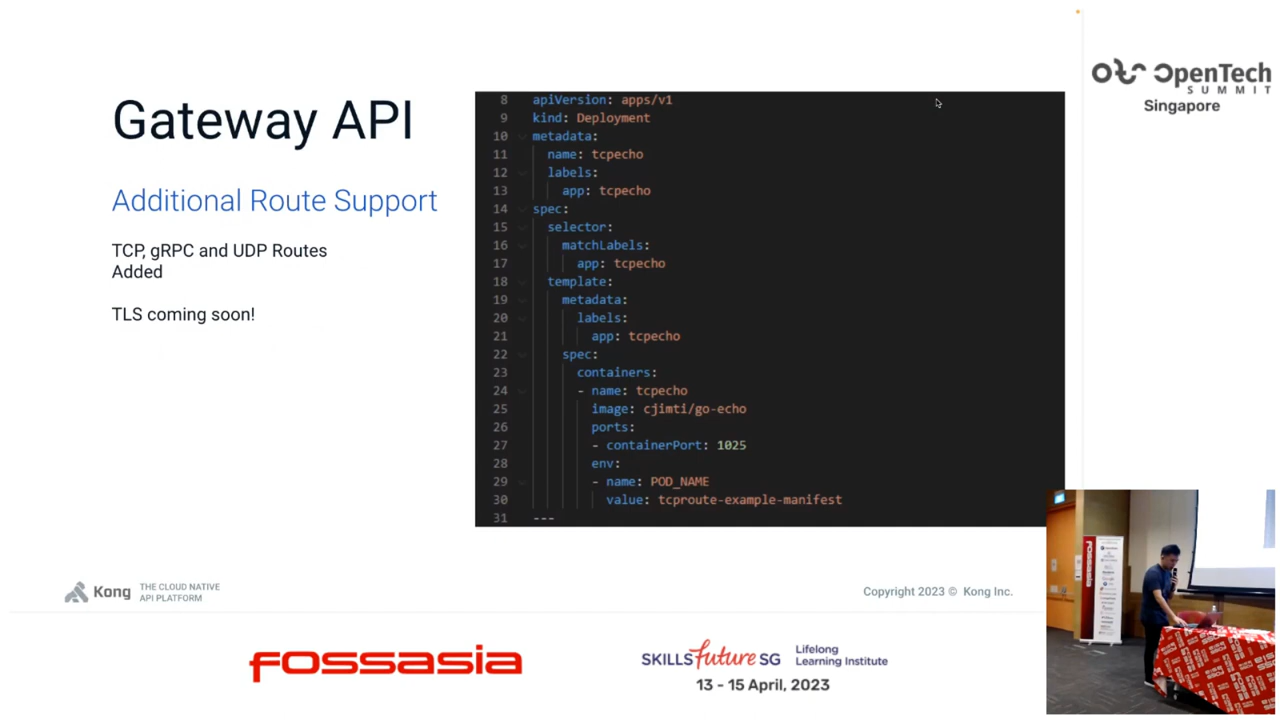 Gateway API
Additional Route Support
TCP, gRPC and UDP Routes
Added
TLS coming soon!
8 apiVersion: apps/v1
9 kind: Deployment
10 metadata:
11 name: tcpecho
12 labels:
13 app: tcpecho
14 spec:
15 selector:
16 matchLabels:
17 app: tcpecho
18 template:
19 metadata:
20 labels:
21 app: tcpecho
22 spec:
23 containers:
24 - name: tcpecho
25 image: cjimti/go-echo
26 ports:
27 - containerPort: 1025
28 env:
29 - name: POD_NAME
30 value: tcproute-example-manifest
31 ---
Kong
THE CLOUD NATIVE
API PLATFORM
Copyright 2023 © Kong Inc.
OpenTech
SUMMIT
Singapore
fossasia
fossasia
SKILLS future SG
Lifelong
Learning Institute
13 - 15 April, 2023